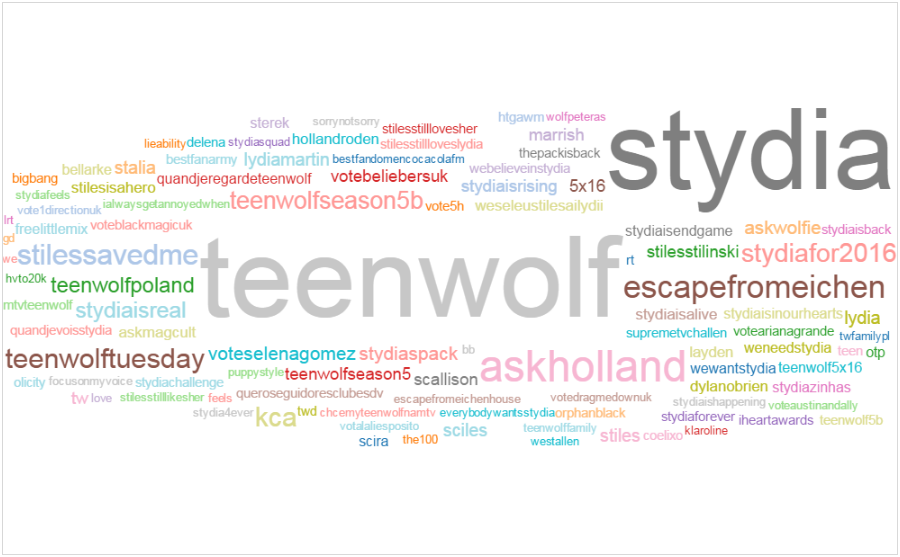 stydia
sterek
sorrynotsorry
htgawm
wolfpeteras
lieability
delena
stydiasquad
hollandroden
stilesstilllovesher
marrish
bestfanarmy
lydiamartin
bestfandomencocacolafm
stilesstillloveslydia
thepackisback
bellarke
stalia
webelieveinstydia
bigbang
stilesisahero
quandjeregardeteenwolf
votebeliebersuk
stydiaisrising
5x16
stydiafeels
ialwaysgetannoyedwhen
teenwolfseason5b
vote5h
weseleustilesailydii
vote1directionuk
lrt
freelittlemix
voteblackmagicuk
stydiaisendgame
askwolfie
stydiaisback
gd
we
stilessavedme
teenwolf
rt
stilesstilinski
stydiafor2016
hvto20k
teenwolfpoland
escapefromeichen
mtvteenwolf
stydiaisreal
stydiaisalive
stydiaisinourhearts
lydia
quandjevoisstydia
askmagcult
supremetvchallen
votearianagrande
twfamilypl
teenwolftuesday
voteselenagomez
stydiaspack
bb
askholland
layden
weneedstydia
teen
otp
puppystyle
teenwolfseason5
scallison
wewantstydia
teenwolf5x16
olicity
focusonmyvoice
stydiachallenge
dylanobrien
stydiazinhas
tw
love
stilesstilllikesher
feels
queroseguidoresclubesdv
escapefromeichenhouse
votedragmedownuk
stydiaishappening
voteaustinandally
stydia4ever
kca
twd
chcemyteenwolfnamtv
everybodywantsstydia
orphanblack
stydiaforever
iheartawards
teenwolf5b
votalaliesposito
sciles
teenwolffamily
stiles
coelixo
klaroline
scira
the100
westallen